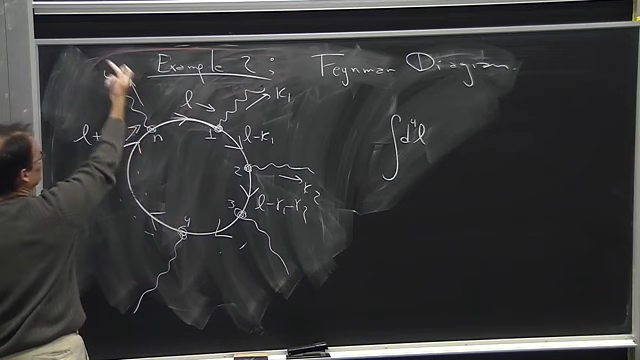 Example 2: Feynman Diagram.
l → k₁
l+ n 1 l-k₁ ∫d⁴l
2 k₂
3 l-k₁-k₂
4